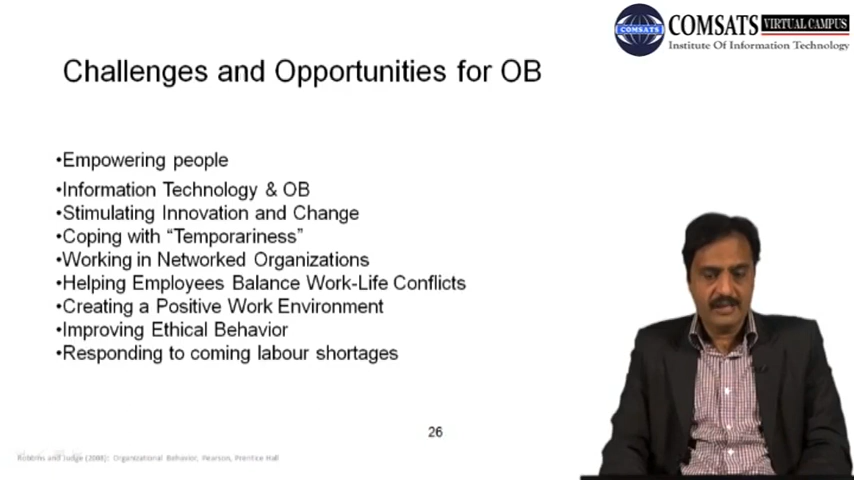 COMSATS VIRTUAL CAMPUS
COMSATS
Institute Of Information Technology
Challenges and Opportunities for OB
•Empowering people
•Information Technology & OB
•Stimulating Innovation and Change
•Coping with “Temporariness”
•Working in Networked Organizations
•Helping Employees Balance Work-Life Conflicts
•Creating a Positive Work Environment
•Improving Ethical Behavior
•Responding to coming labour shortages
26
Robbins and Judge (2008): Organizational Behavior, Pearson, Prentice Hall